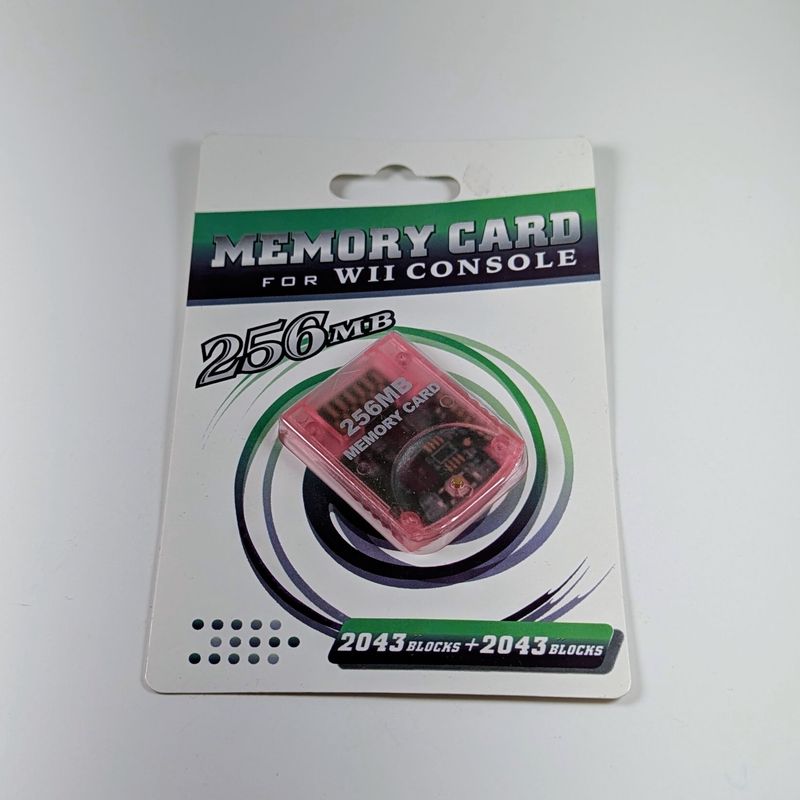 MEMORY CARD
FOR WII CONSOLE
256MB
256MB
MEMORY CARD
2043 BLOCKS + 2043 BLOCKS